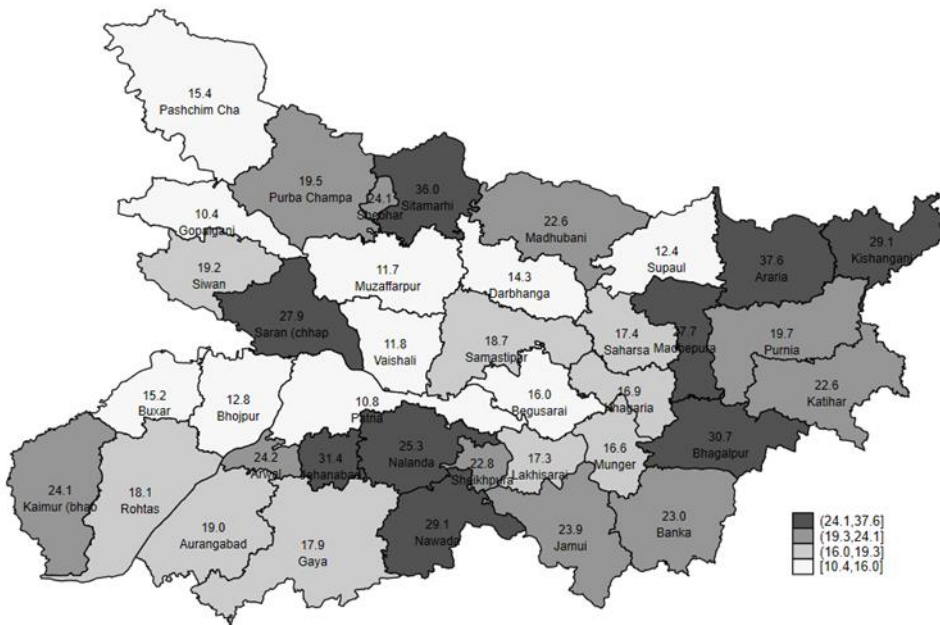 15.4
Pashchim Cha
19.5
Purba Champa
24.1
Sheohar
36.0
Sitamarhi
10.4
Gopalganj
22.6
Madhubani
12.4
Supaul
37.6
Araria
29.1
Kishanganj
19.2
Siwan
11.7
Muzaffarpur
14.3
Darbhanga
27.9
Saran (chhap
11.8
Vaishali
18.7
Samastipur
17.4
Saharsa
27.7
Madhepura
19.7
Purnia
22.6
Katihar
15.2
Buxar
12.8
Bhojpur
10.8
Patna
16.0
Begusarai
16.9
Khagaria
30.7
Bhagalpur
24.2
Arwal
31.4
Jehanabad
25.3
Nalanda
22.8
Sheikhpura
17.3
Lakhisarai
16.6
Munger
24.1
Kaimur (bhab
18.1
Rohtas
19.0
Aurangabad
17.9
Gaya
29.1
Nawada
23.9
Jamui
23.0
Banka
(24.1,37.6]
(19.3,24.1]
(16.0,19.3]
[10.4,16.0]